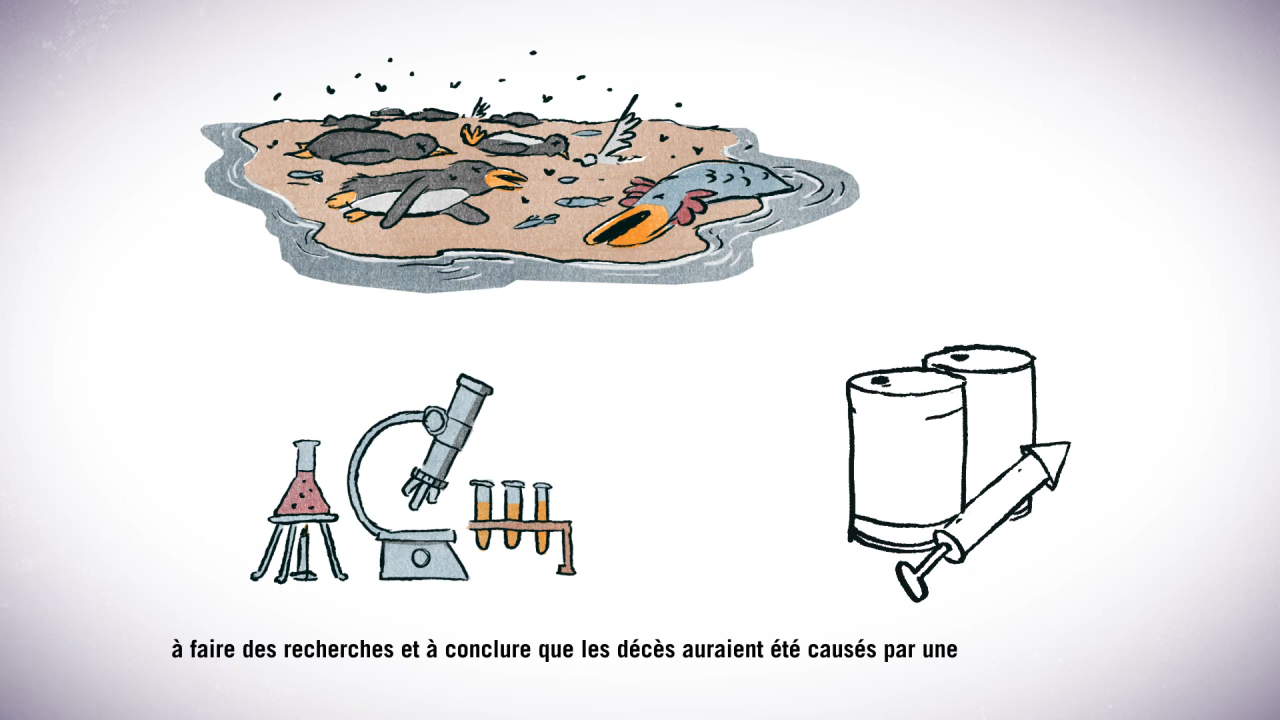 à faire des recherches et à conclure que les décès auraient été causés par une